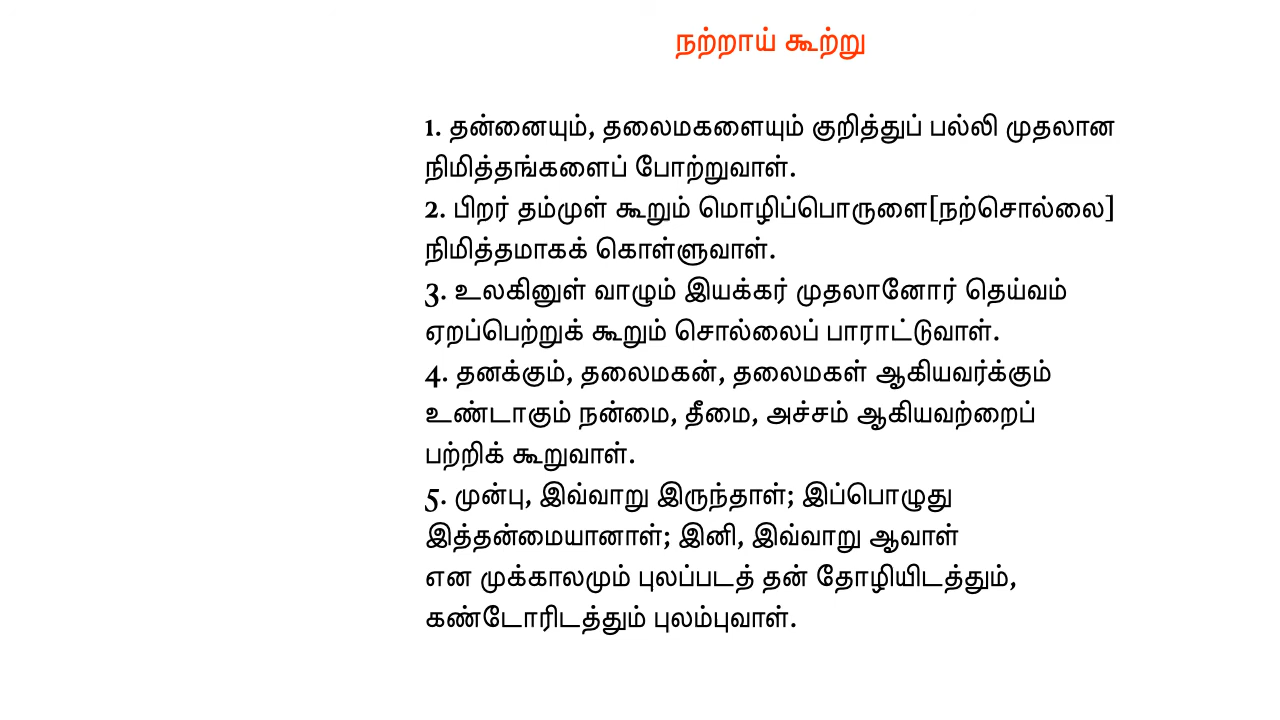 நற்றாய் கூற்று
1. தன்னையும், தலைமகளையும் குறித்துப் பல்லி முதலான
நிமித்தங்களைப் போற்றுவாள்.
2. பிறர் தம்முள் கூறும் மொழிப்பொருளை[நற்சொல்லை]
நிமித்தமாகக் கொள்ளுவாள்.
3. உலகினுள் வாழும் இயக்கர் முதலானோர் தெய்வம்
ஏறப்பெற்றுக் கூறும் சொல்லைப் பாராட்டுவாள்.
4. தனக்கும், தலைமகன், தலைமகள் ஆகியவர்க்கும்
உண்டாகும் நன்மை, தீமை, அச்சம் ஆகியவற்றைப்
பற்றிக் கூறுவாள்.
5. முன்பு, இவ்வாறு இருந்தாள்; இப்பொழுது
இத்தன்மையானாள்; இனி, இவ்வாறு ஆவாள்
என முக்காலமும் புலப்படத் தன் தோழியிடத்தும்,
கண்டோரிடத்தும் புலம்புவாள்.